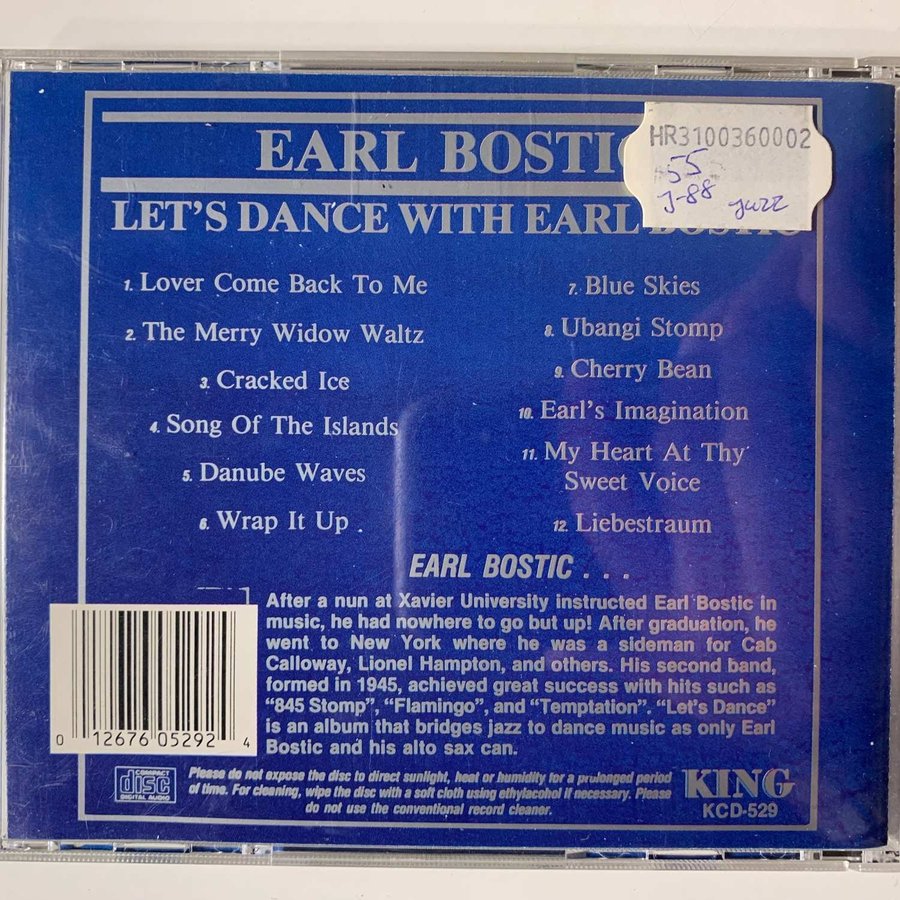 EARL BOSTIC
HR3100360002
55
J-88 JAZZ
LET'S DANCE WITH EARL BOSTIC
1. Lover Come Back To Me
2. The Merry Widow Waltz
3. Cracked Ice
4. Song Of The Islands
5. Danube Waves
6. Wrap It Up
7. Blue Skies
8. Ubangi Stomp
9. Cherry Bean
10. Earl's Imagination
11. My Heart At Thy
Sweet Voice
12. Liebestraum
EARL BOSTIC . . .
After a nun at Xavier University instructed Earl Bostic in
music, he had nowhere to go but up! After graduation, he
went to New York where he was a sideman for Cab
Calloway, Lionel Hampton, and others. His second band,
formed in 1945, achieved great success with hits such as
"845 Stomp", "Flamingo", and "Temptation". "Let's Dance"
is an album that bridges jazz to dance music as only Earl
Bostic and his alto sax can.
0 12676 05292 4
COMPACT
disc
DIGITAL AUDIO
Please do not expose the disc to direct sunlight, heat or humidity for a prolonged period
of time. For cleaning, wipe the disc with a soft cloth using ethylacohol if necessary. Please
do not use the conventional record cleaner.
KING
KCD-529